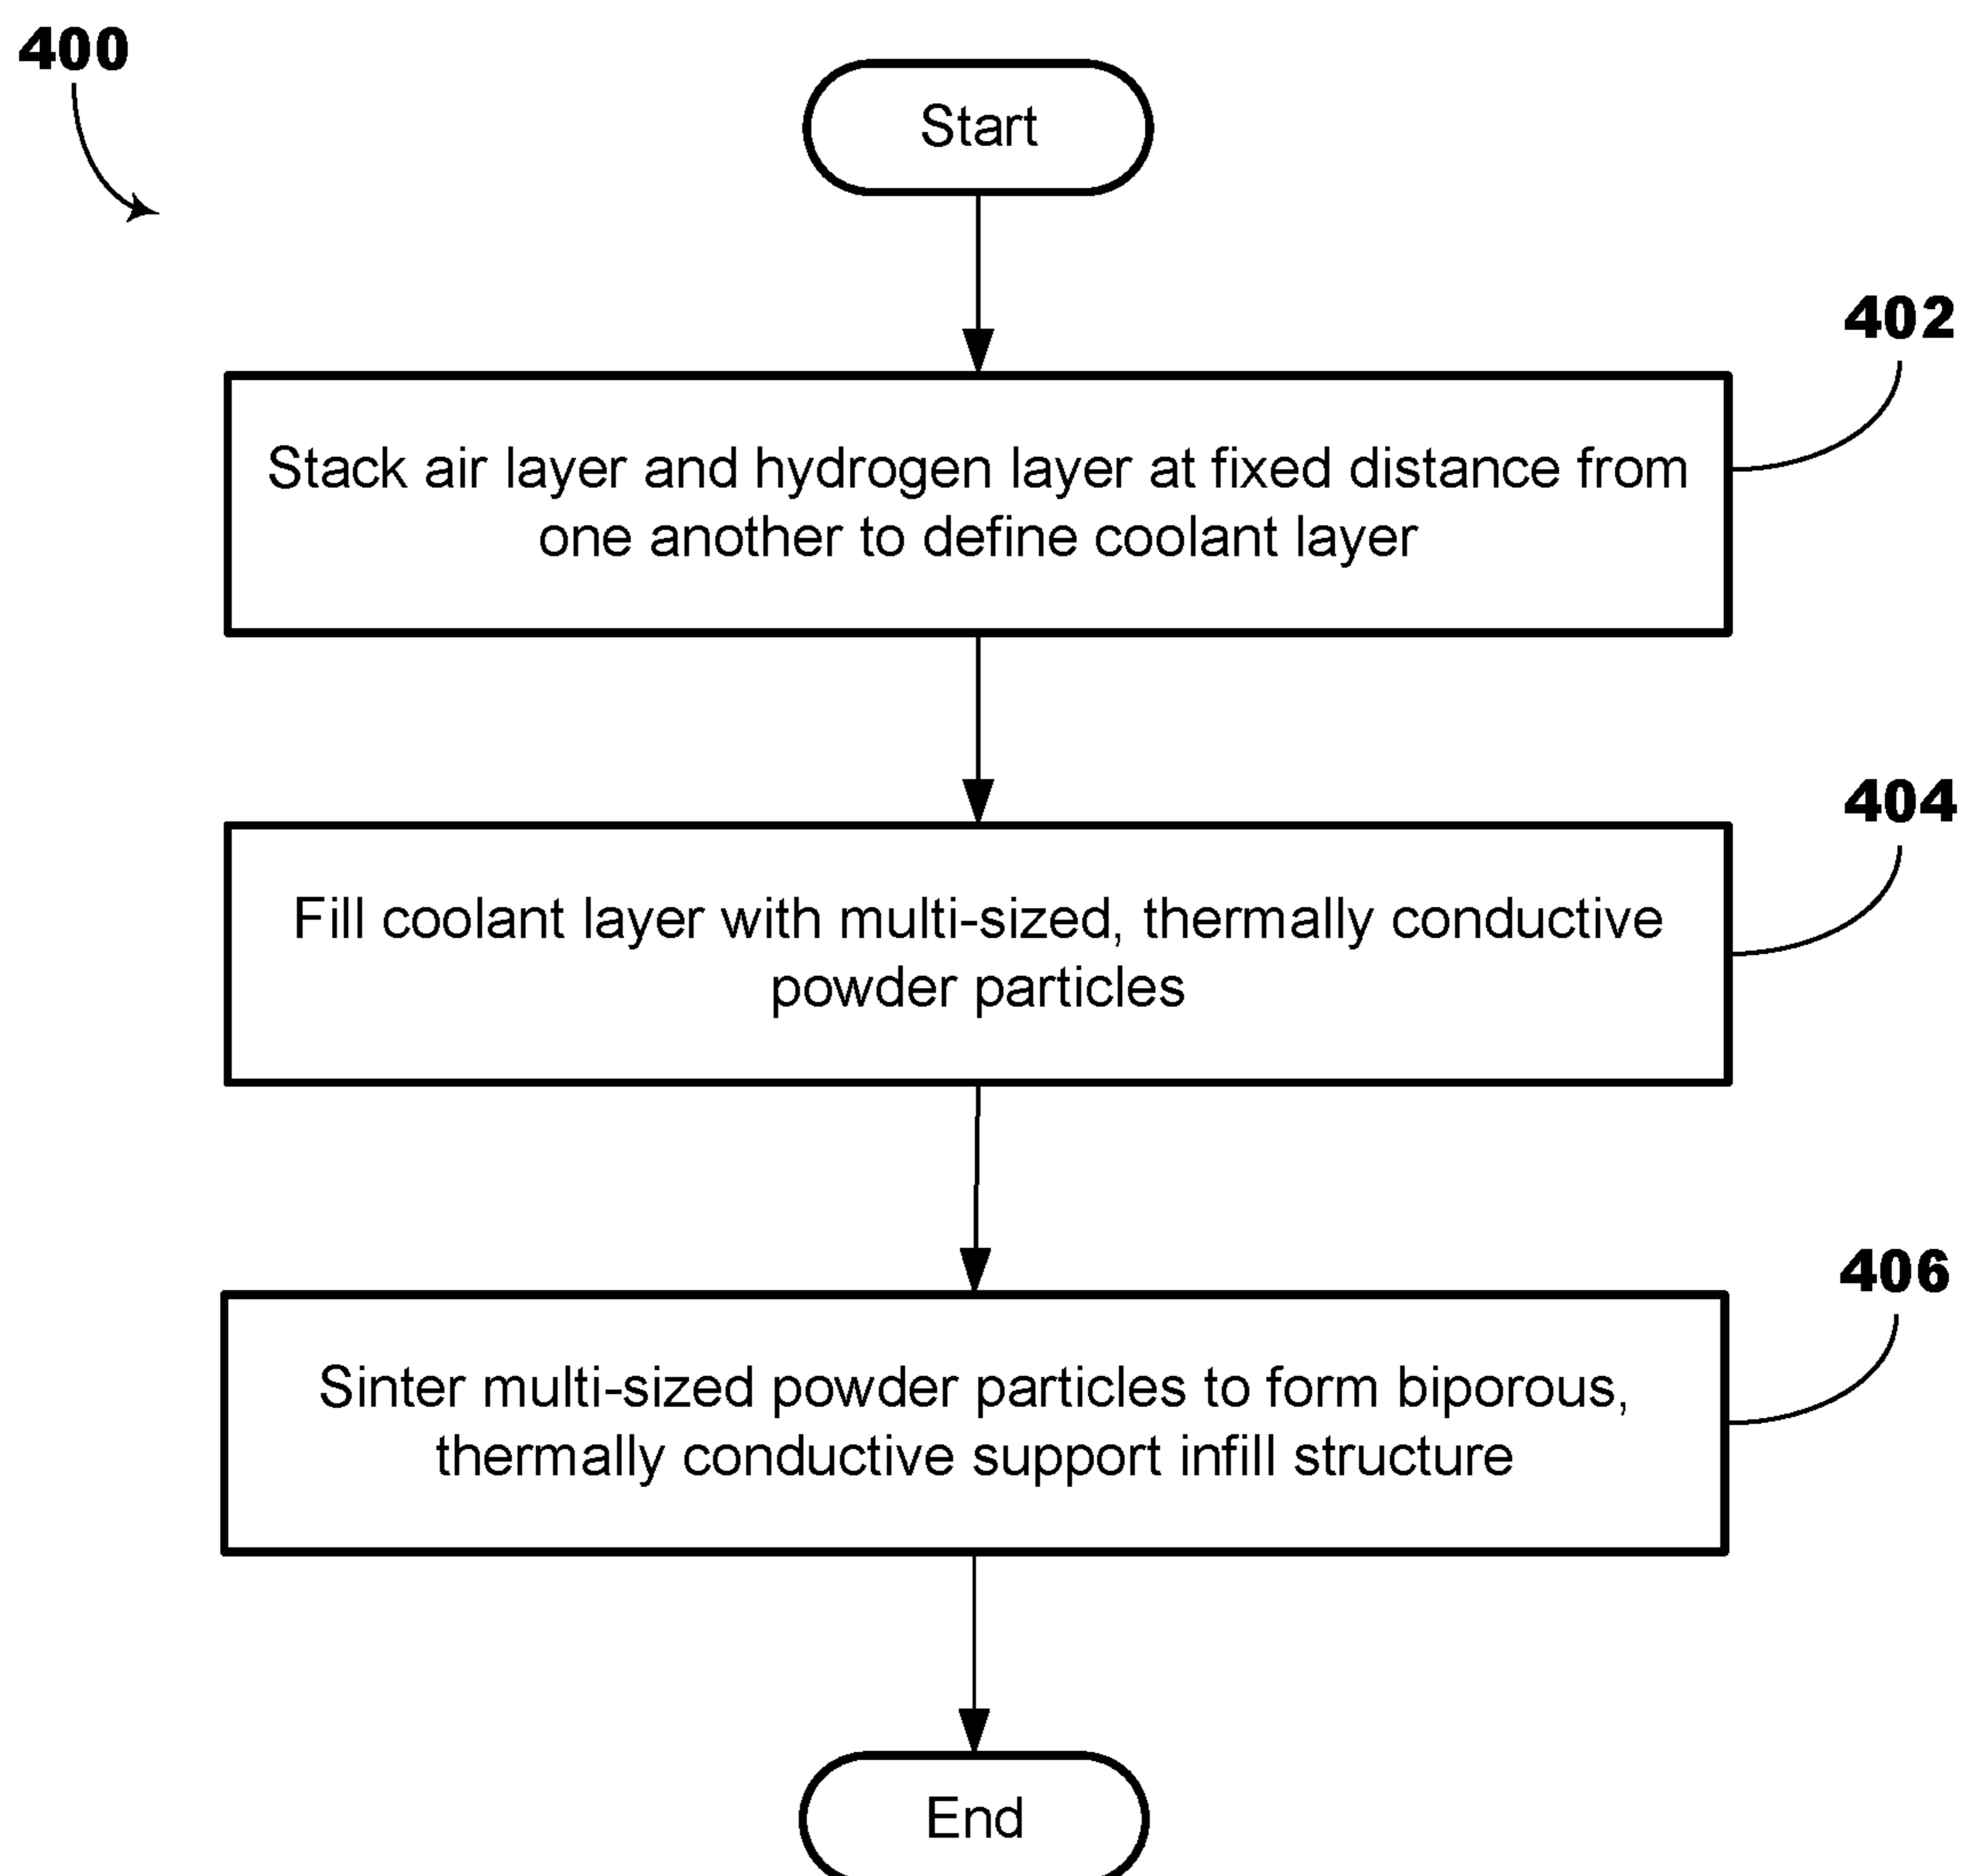 400
Start
402
Stack air layer and hydrogen layer at fixed distance from
one another to define coolant layer
404
Fill coolant layer with multi-sized, thermally conductive
powder particles
406
Sinter multi-sized powder particles to form biporous,
thermally conductive support infill structure
End